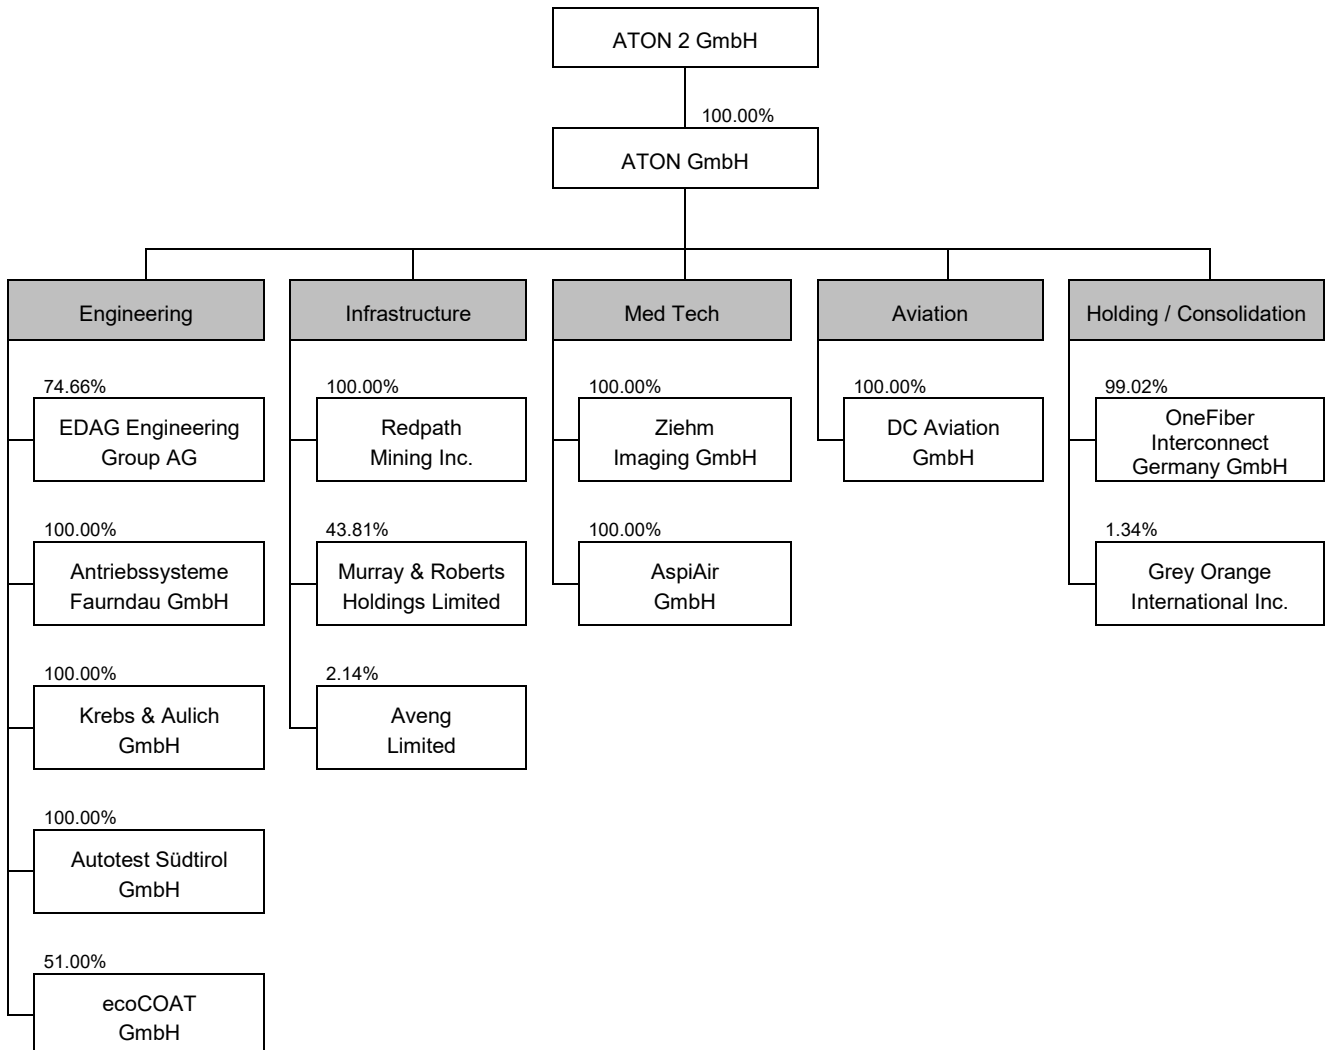 ATON 2 GmbH
100.00%
ATON GmbH
Engineering
Infrastructure
Med Tech
Aviation
Holding / Consolidation
74.66%
EDAG Engineering
Group AG
100.00%
Antriebssysteme
Faurndau GmbH
100.00%
Krebs & Aulich
GmbH
100.00%
Autotest Südtirol
GmbH
51.00%
ecoCOAT
GmbH
100.00%
Redpath
Mining Inc.
43.81%
Murray & Roberts
Holdings Limited
2.14%
Aveng
Limited
100.00%
Ziehm
Imaging GmbH
100.00%
AspiAir
GmbH
100.00%
DC Aviation
GmbH
99.02%
OneFiber
Interconnect
Germany GmbH
1.34%
Grey Orange
International Inc.